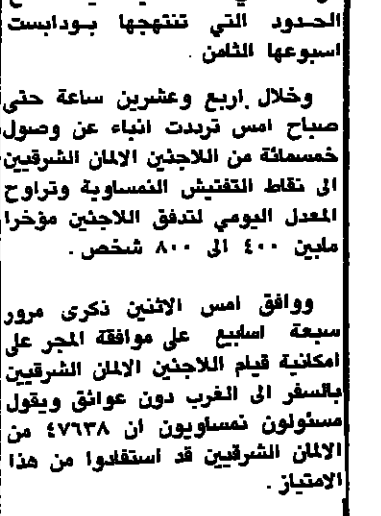 الحدود التي تنتهجها بودابست
اسبوعها الثامن .
وخلال اربع وعشرين ساعة حتى
صباح امس ترددت انباء عن وصول
خمسمائة من اللاجئين الالمان الشرقيين
الى نقاط التفتيش النمساوية وتراوح
المعدل اليومي لتدفق اللاجئين مؤخرا
مابين ٤٠٠ الى ٨٠٠ شخص .
ووافق امس الاثنين ذكرى مرور
سبعة اسابيع على موافقة المجر على
امكانية قيام اللاجئين الالمان الشرقيين
بالسفر الى الغرب دون عوائق ويقول
مسئولون نمساويون ان ٤٧٦٣٨ من
الالمان الشرقيين قد استفادوا من هذا
الامتياز .